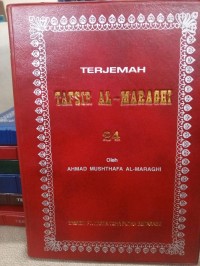 TERJEMAH
TAFSIR AL-MARAGHI
24
Oleh
AHMAD MUSHTHAFA AL-MARAGHI